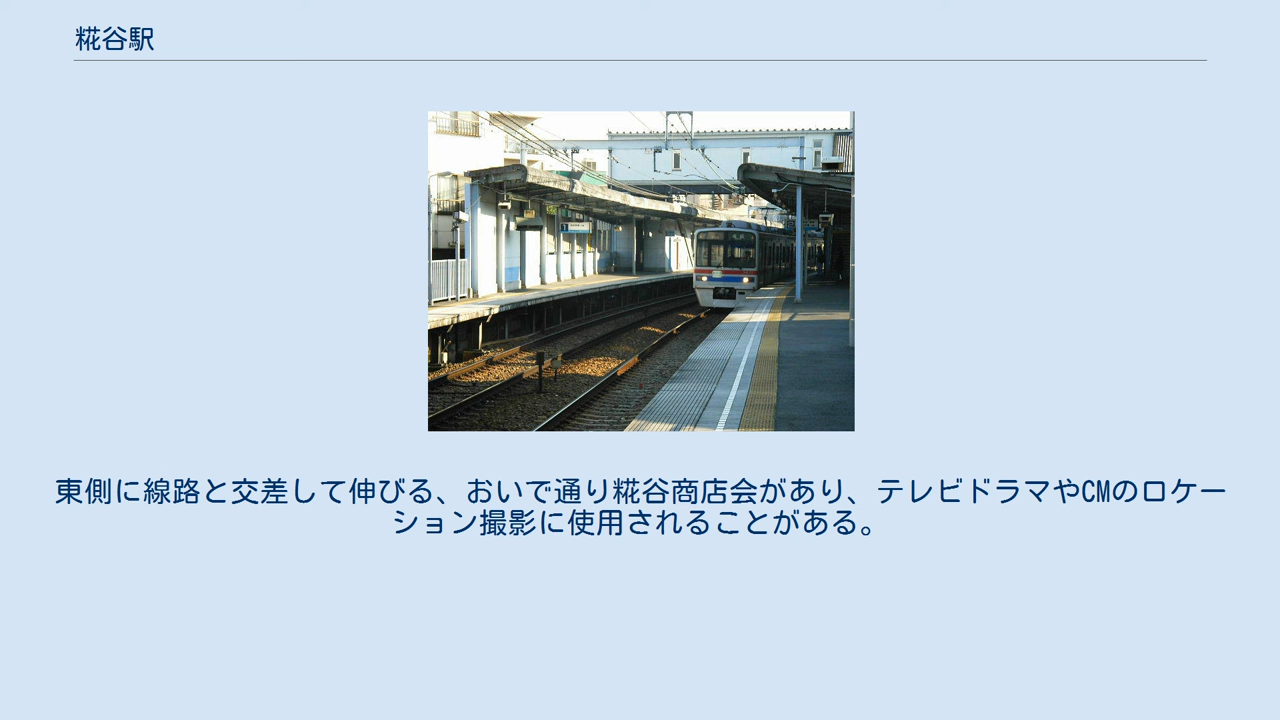 糀谷駅
東側に線路と交差して伸びる、おいで通り糀谷商店会があり、テレビドラマやCMのロケー
ション撮影に使用されることがある。